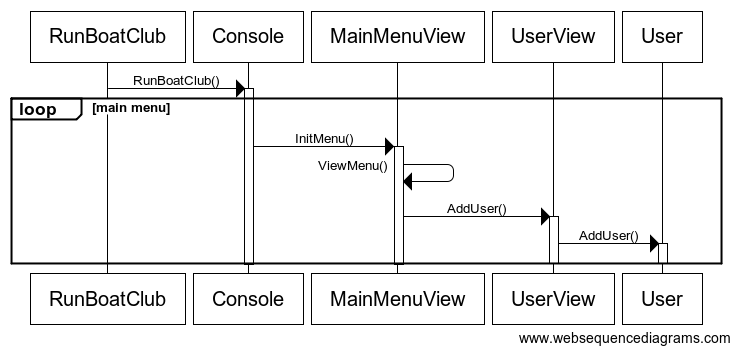 RunBoatClub Console MainMenuView UserView User
RunBoatClub()
loop [main menu]
InitMenu()
ViewMenu()
AddUser()
AddUser()
RunBoatClub Console MainMenuView UserView User
www.websequencediagrams.com